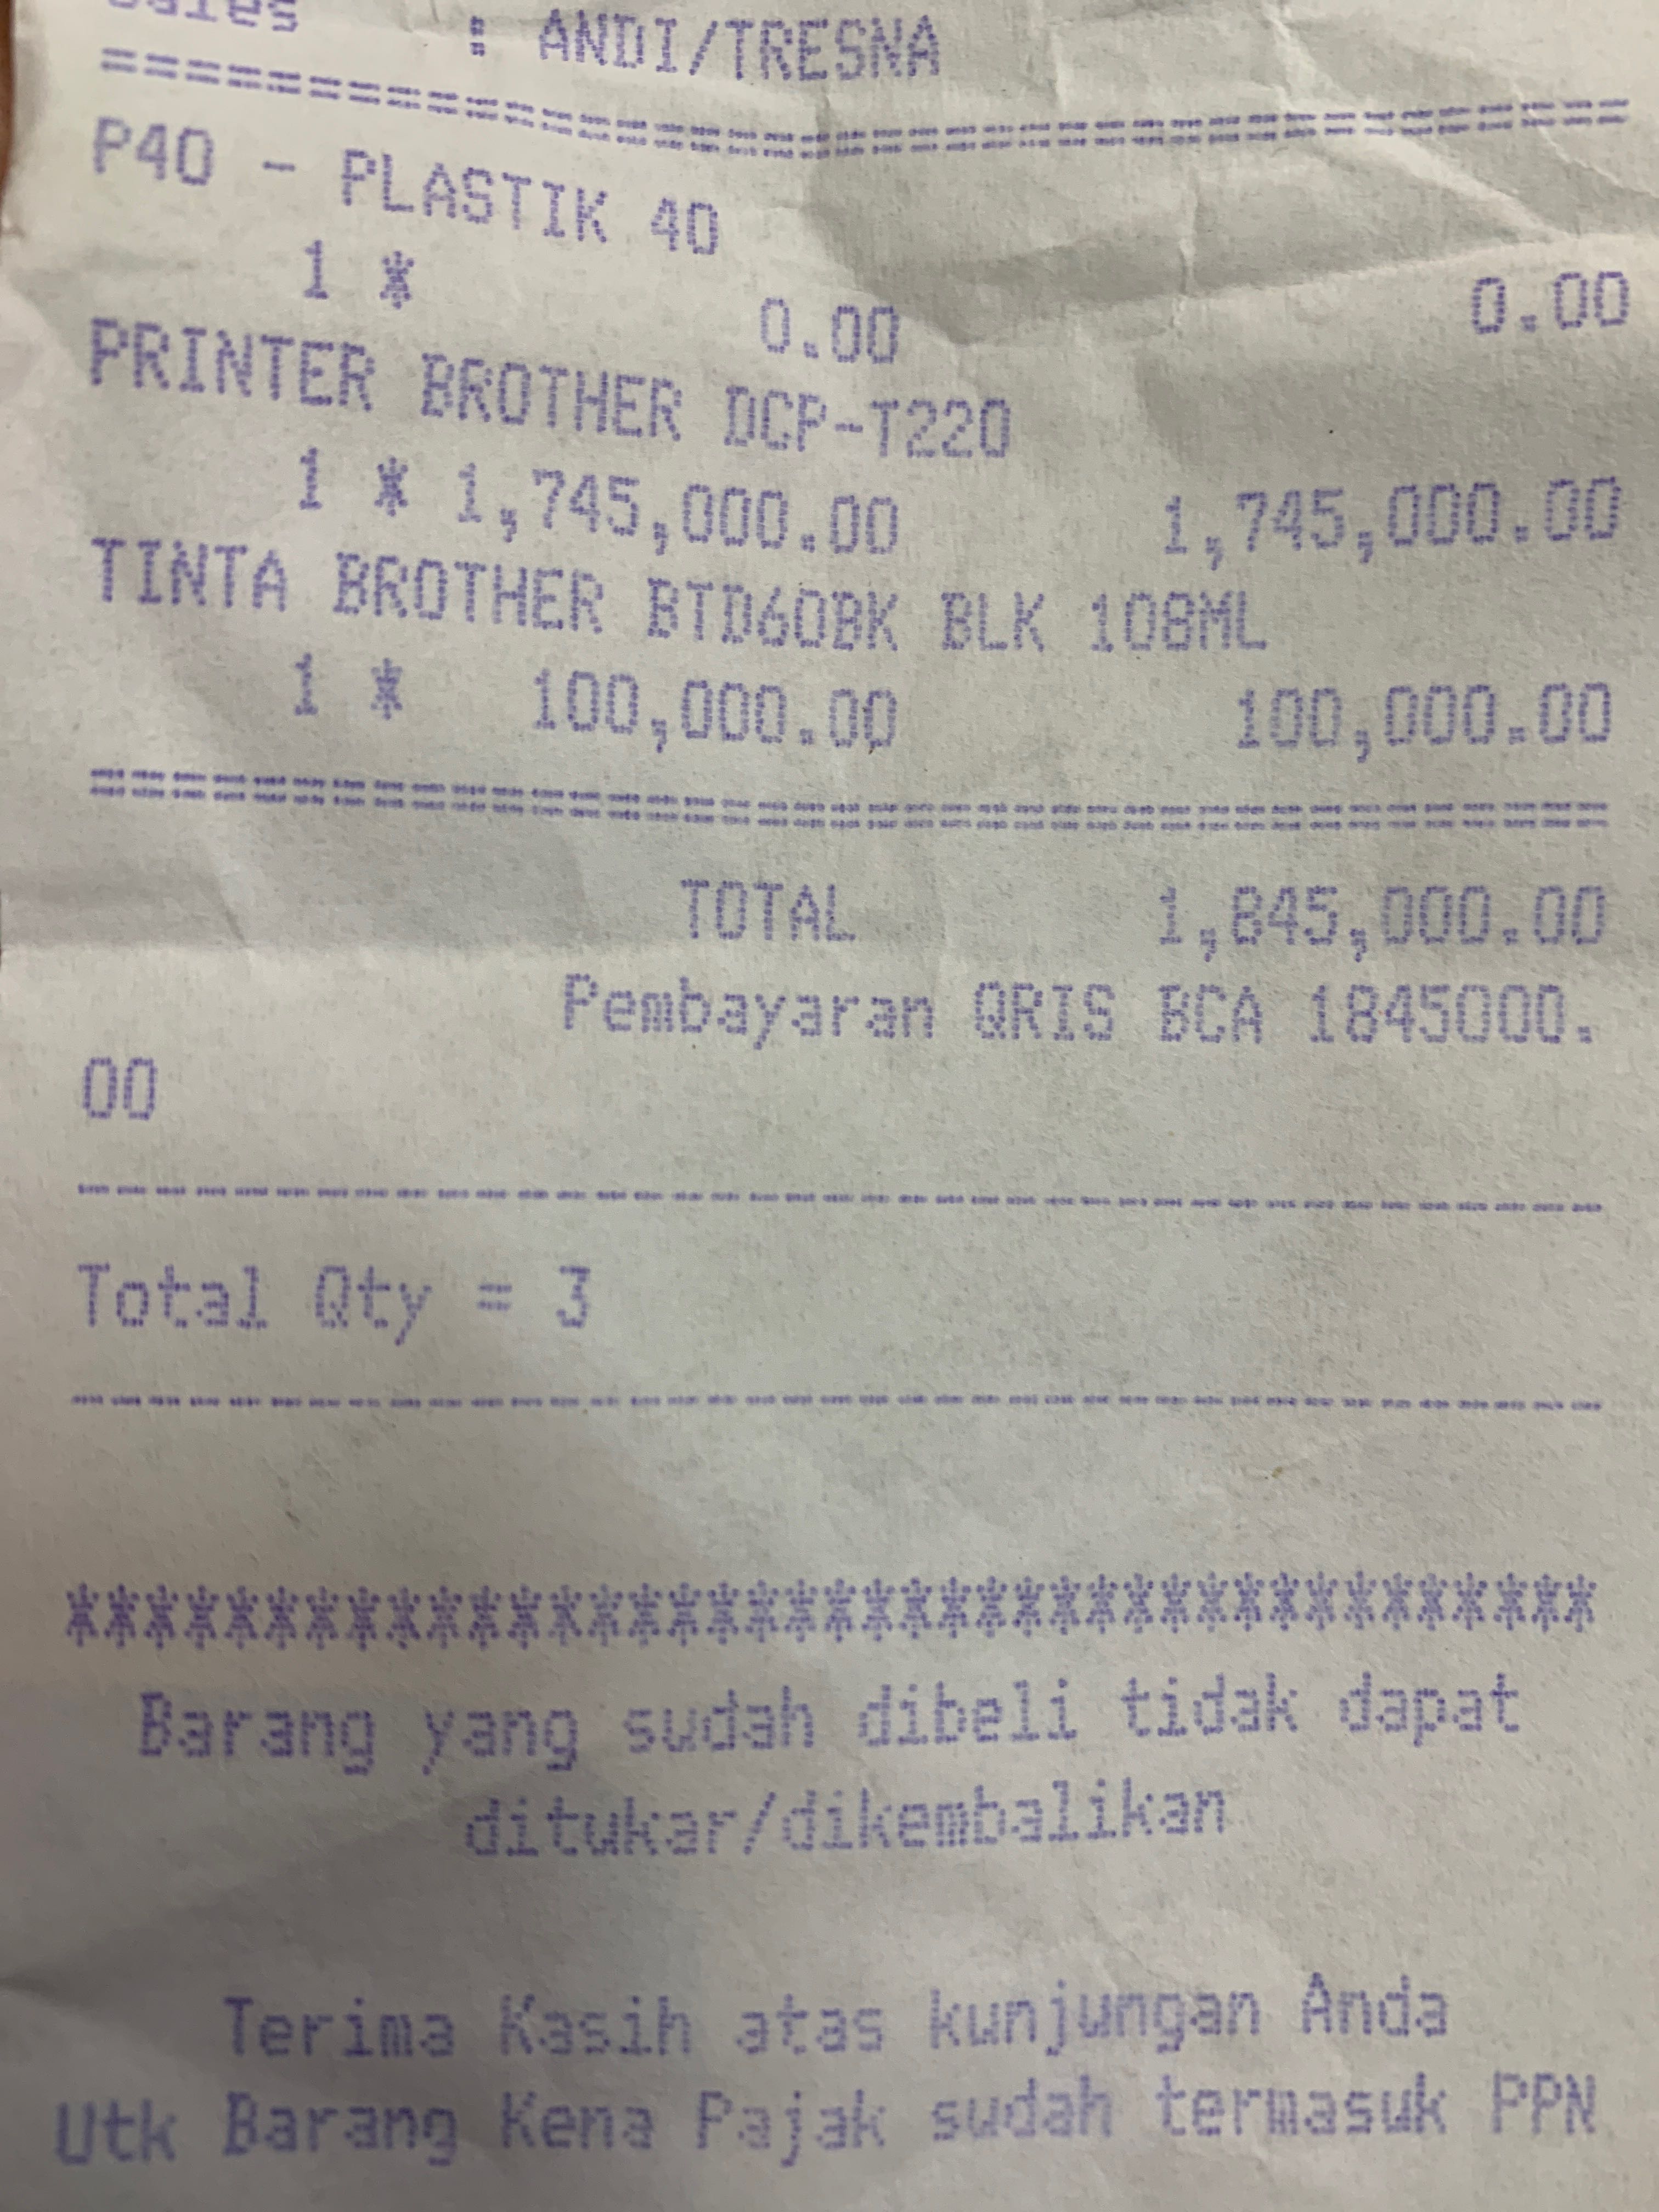 Sales : ANDI/TRESNA
================================
P40 - PLASTIK 40
1 * 0.00 0.00
PRINTER BROTHER DCP-T220
1 * 1,745,000.00 1,745,000.00
TINTA BROTHER BTD60BK BLK 108ML
1 * 100,000.00 100,000.00
================================
TOTAL 1,845,000.00
Pembayaran QRIS BCA 1845000.
00
---------------------------------------
Total Qty = 3
---------------------------------------
***************************************
Barang yang sudah dibeli tidak dapat
ditukar/dikembalikan
Terima Kasih atas kunjungan Anda
Utk Barang Kena Pajak sudah termasuk PPN